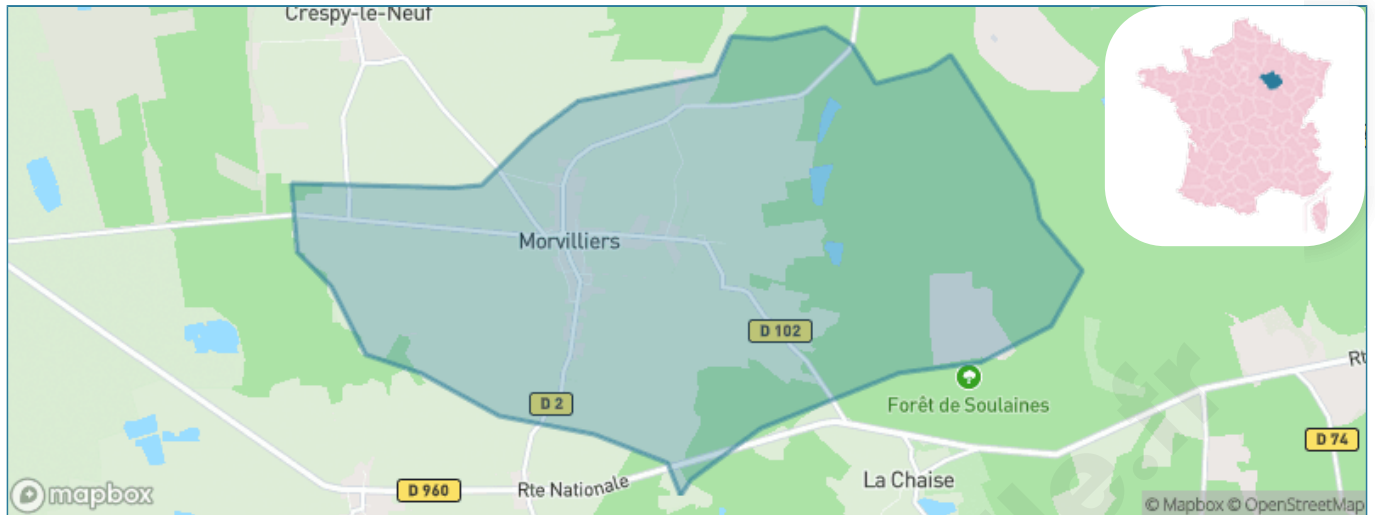 Crespy-le-Neuf
Morvilliers
D 102
Forêt de Soulaines
D 2
D 74
La Chaise
D 960
Rte Nationale
mapbox
© Mapbox © OpenStreetMap